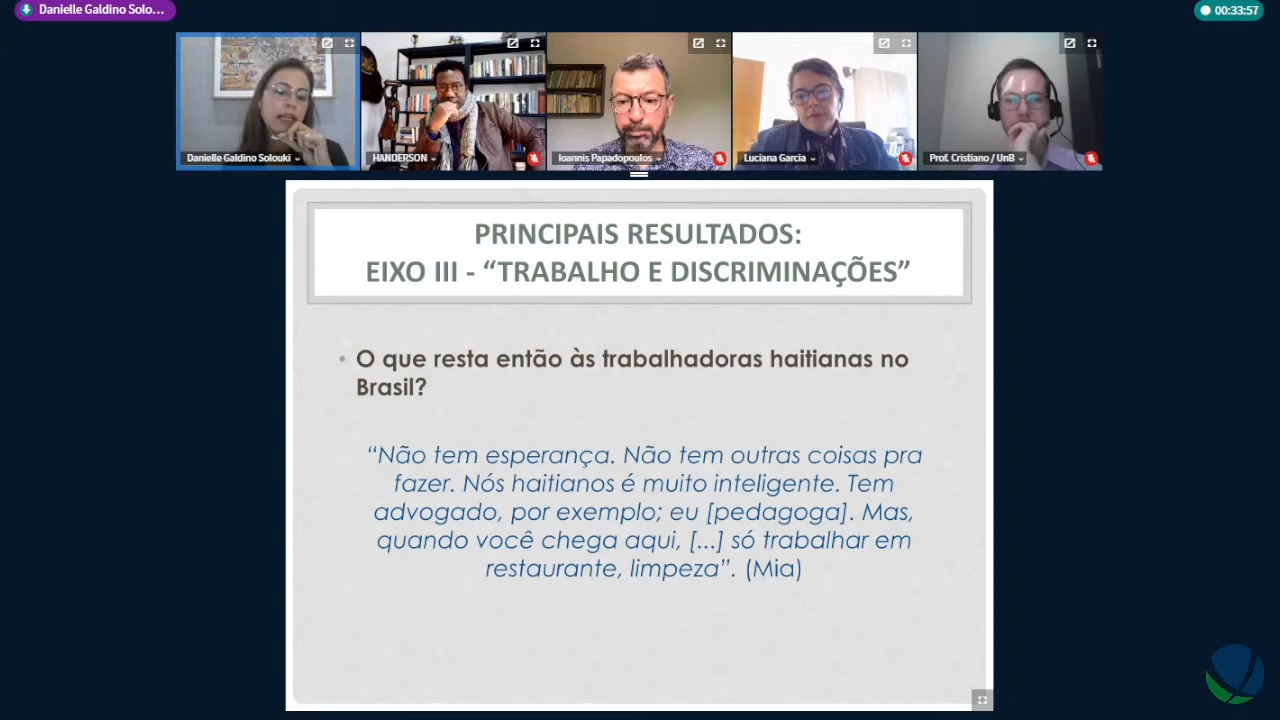 Danielle Galdino Solo...
00:33:57
Danielle Galdino Solouki
HANDERSON
Ioannis Papadopoulos
Luciana Garcia
Prof. Cristiano / UnB
PRINCIPAIS RESULTADOS:
EIXO III - “TRABALHO E DISCRIMINAÇÕES”
• O que resta então às trabalhadoras haitianas no
Brasil?
“Não tem esperança. Não tem outras coisas pra
fazer. Nós haitianos é muito inteligente. Tem
advogado, por exemplo; eu [pedagoga]. Mas,
quando você chega aqui, [...] só trabalhar em
restaurante, limpeza”. (Mia)